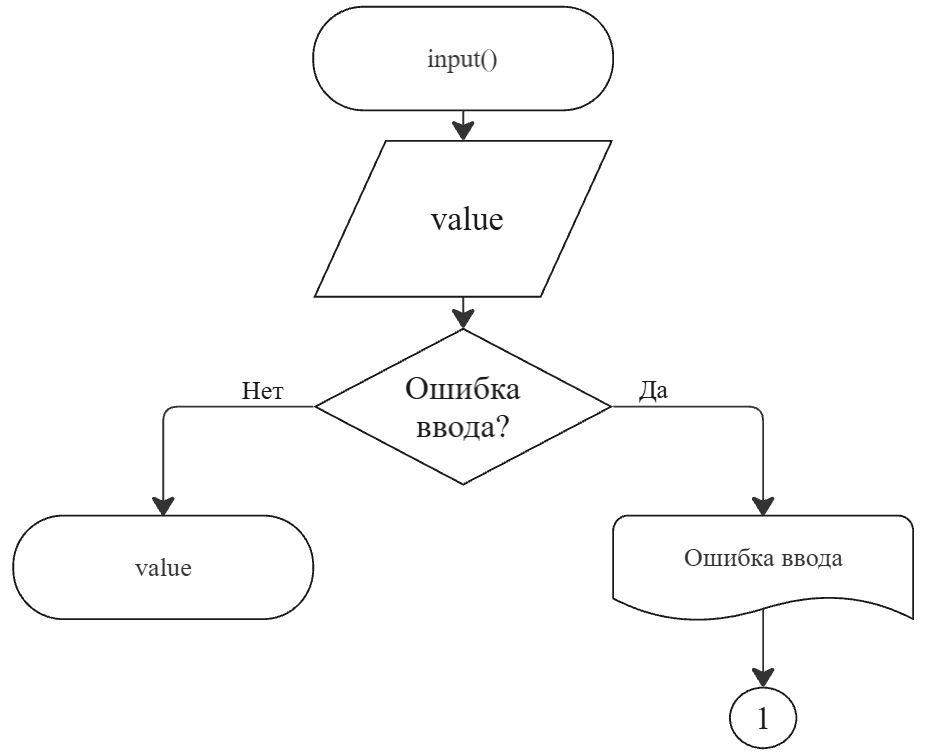 input()
value
Ошибка
ввода?
Нет
Да
value
Ошибка ввода
1